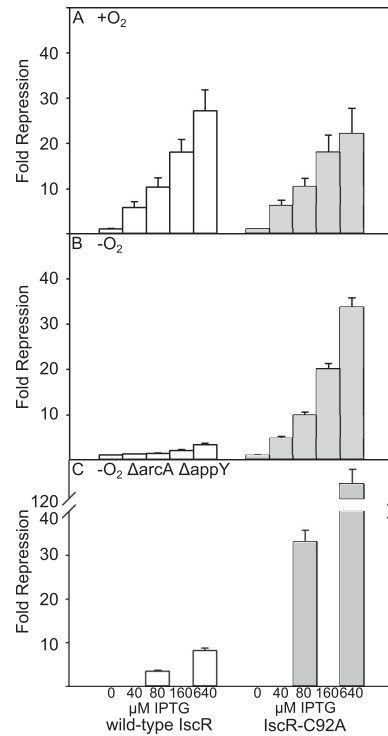 A +O2
40
30
20
10
Fold Repression
B -O2
40
30
20
10
Fold Repression
C -O2 ΔarcA ΔappY
120
40
30
20
10
Fold Repression
0 40 80 160 640 0 40 80 160 640
µM IPTG µM IPTG
wild-type IscR IscR-C92A